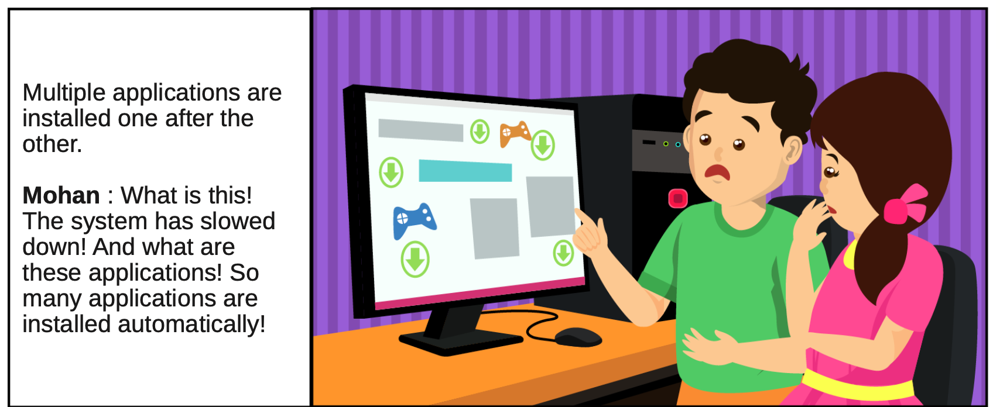 Multiple applications are
installed one after the
other.
Mohan : What is this!
The system has slowed
down! And what are
these applications! So
many applications are
installed automatically!